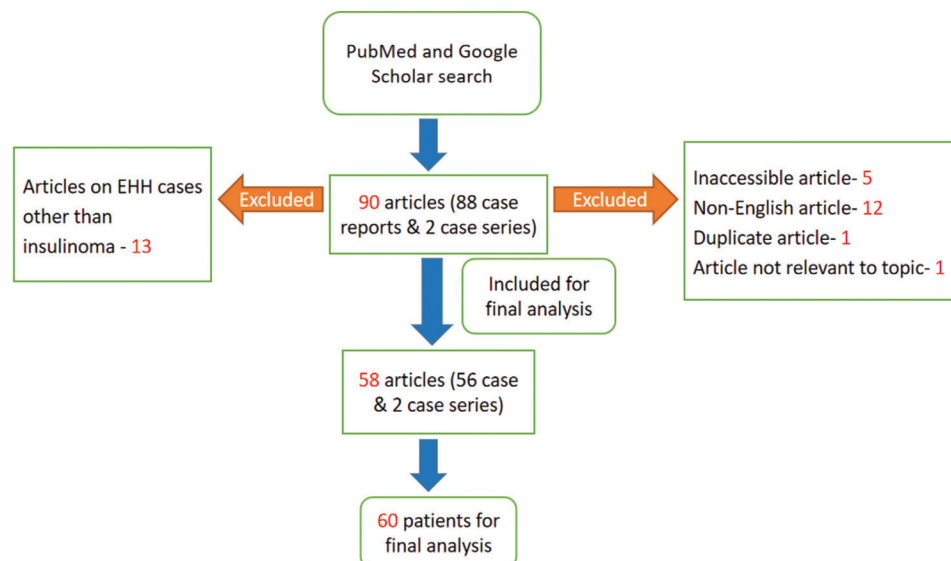 PubMed and Google
Scholar search
Articles on EHH cases
other than
insulinoma - 13
Excluded
90 articles (88 case
reports & 2 case series)
Excluded
Inaccessible article- 5
Non-English article- 12
Duplicate article- 1
Article not relevant to topic- 1
Included for
final analysis
58 articles (56 case
& 2 case series)
60 patients for
final analysis